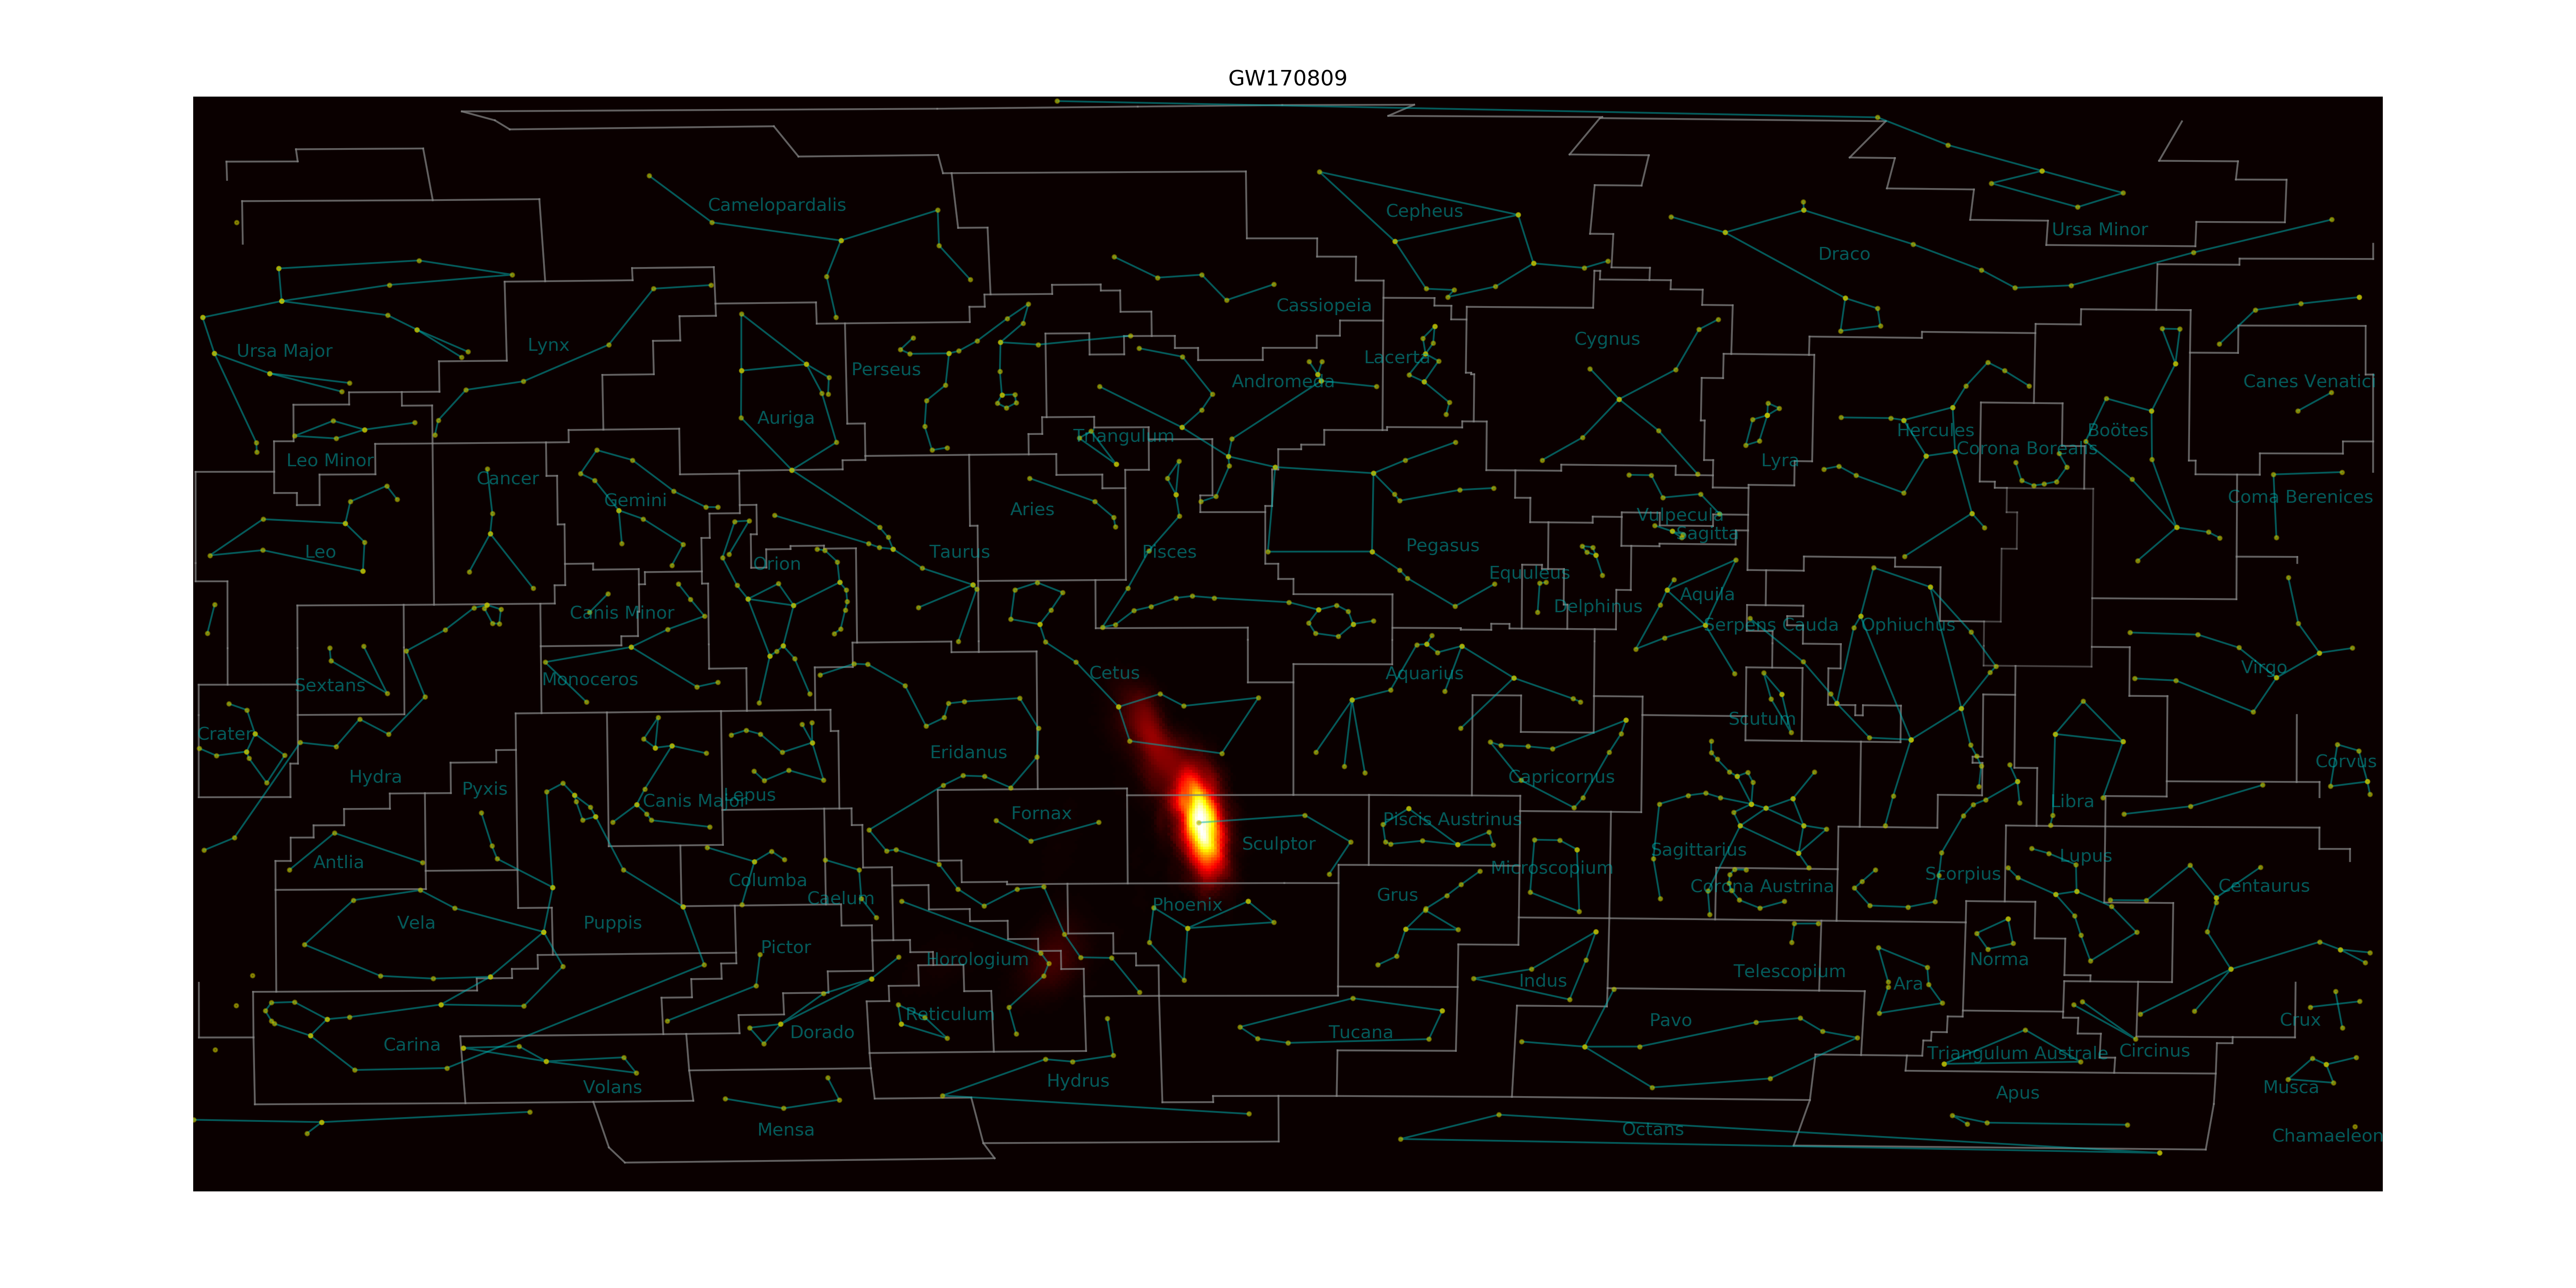 GW170809
Camelopardalis
Cepheus
Ursa Minor
Draco
Cassiopeia
Cygnus
Ursa Major
Lynx
Lacerta
Perseus
Andromeda
Canes Venatici
Auriga
Triangulum
Hercules
Boötes
Corona Borealis
Leo Minor
Lyra
Cancer
Gemini
Coma Berenices
Aries
Vulpecula
Sagitta
Leo
Orion
Taurus
Pisces
Pegasus
Equuleus
Canis Minor
Delphinus
Aquila
Serpens Cauda
Ophiuchus
Sextans
Monoceros
Cetus
Aquarius
Virgo
Crater
Scutum
Eridanus
Hydra
Pyxis
Capricornus
Corvus
Canis Major
Lepus
Libra
Fornax
Piscis Austrinus
Antlia
Sculptor
Sagittarius
Lupus
Columba
Microscopium
Scorpius
Caelum
Grus
Corona Austrina
Centaurus
Vela
Puppis
Phoenix
Pictor
Horologium
Norma
Telescopium
Indus
Ara
Reticulum
Carina
Dorado
Tucana
Pavo
Crux
Triangulum Australe
Circinus
Volans
Hydrus
Apus
Musca
Mensa
Octans
Chamaeleon